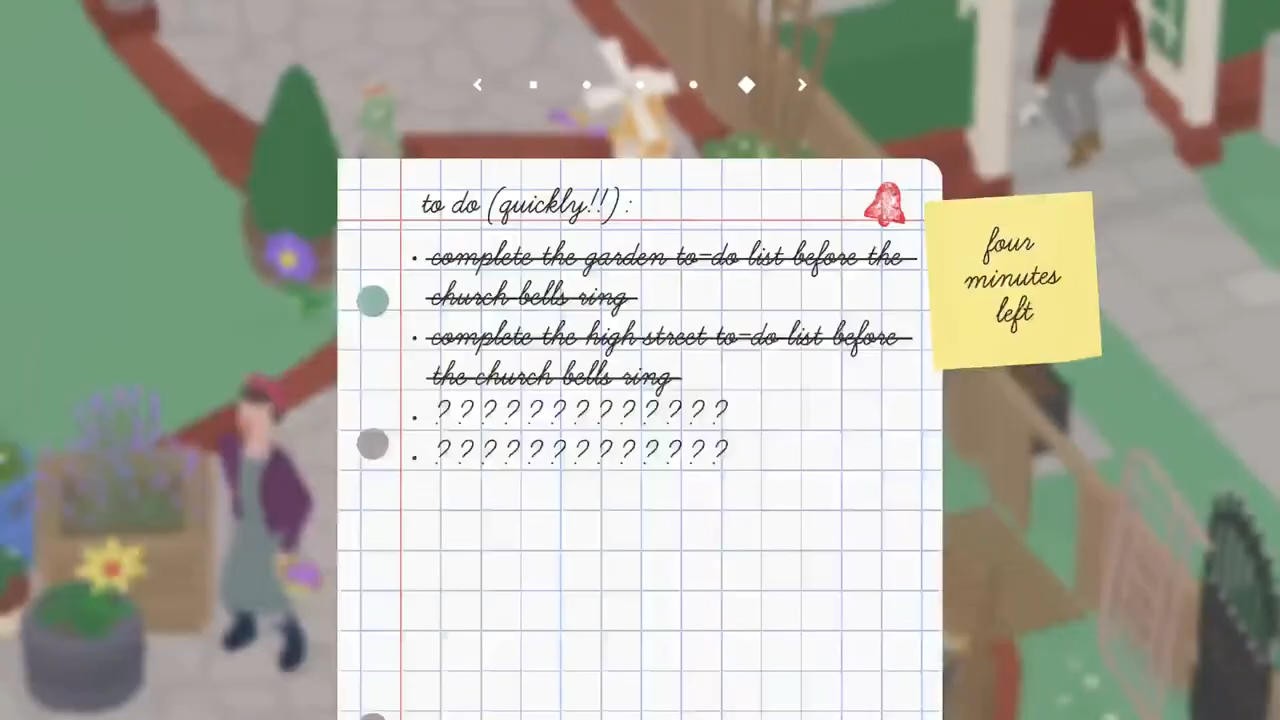 to do (quickly!!) :
• complete the garden to-do list before the
church bells ring
• complete the high street to-do list before
the church bells ring
• ?????????????
• ?????????????
four
minutes
left